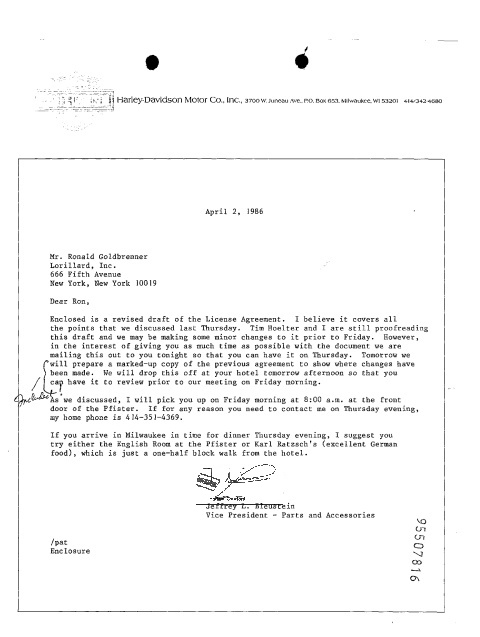 Harley-Davidson Motor Co., Inc., 3700 W. Juneau Ave., P.O. Box 653, Milwaukee, WI 53201 414/342-4680
April 2, 1986
Mr. Ronald Goldbrenner
Lorillard, Inc.
666 Fifth Avenue
New York, New York 10019
Dear Ron,
Enclosed is a revised draft of the License Agreement. I believe it covers all
the points that we discussed last Thursday. Tim Hoelter and I are still proofreading
this draft and we may be making some minor changes to it prior to Friday. However,
in the interest of giving you as much time as possible with the document we are
mailing this out to you tonight so that you can have it on Thursday. Tomorrow we
will prepare a marked-up copy of the previous agreement to show where changes have
been made. We will drop this off at your hotel tomorrow afternoon so that you
can have it to review prior to our meeting on Friday morning.
Included!
As we discussed, I will pick you up on Friday morning at 8:00 a.m. at the front
door of the Pfister. If for any reason you need to contact me on Thursday evening,
my home phone is 414-351-4369.
If you arrive in Milwaukee in time for dinner Thursday evening, I suggest you
try either the English Room at the Pfister or Karl Ratzsch's (excellent German
food), which is just a one-half block walk from the hotel.
Jeffrey L. Bleustein
Vice President - Parts and Accessories
/pat
Enclosure
95507816